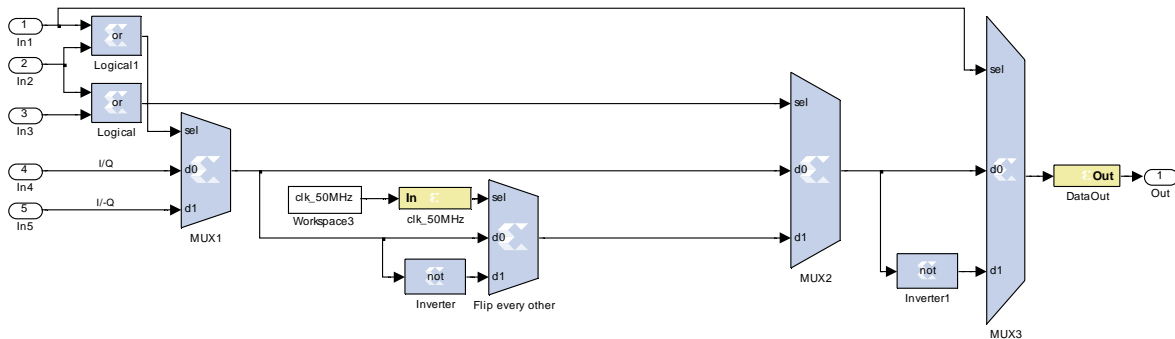 1
In1
or
Logical1
2
In2
or
Logical
3
In3
sel
d0
d1
MUX1
I/Q
4
In4
I/-Q
5
In5
clk_50MHz
Workspace3
In
clk_50MHz
sel
d0
d1
Flip every other
not
Inverter
sel
d0
d1
MUX2
not
Inverter1
sel
d0
d1
MUX3
Out
DataOut
1
Out